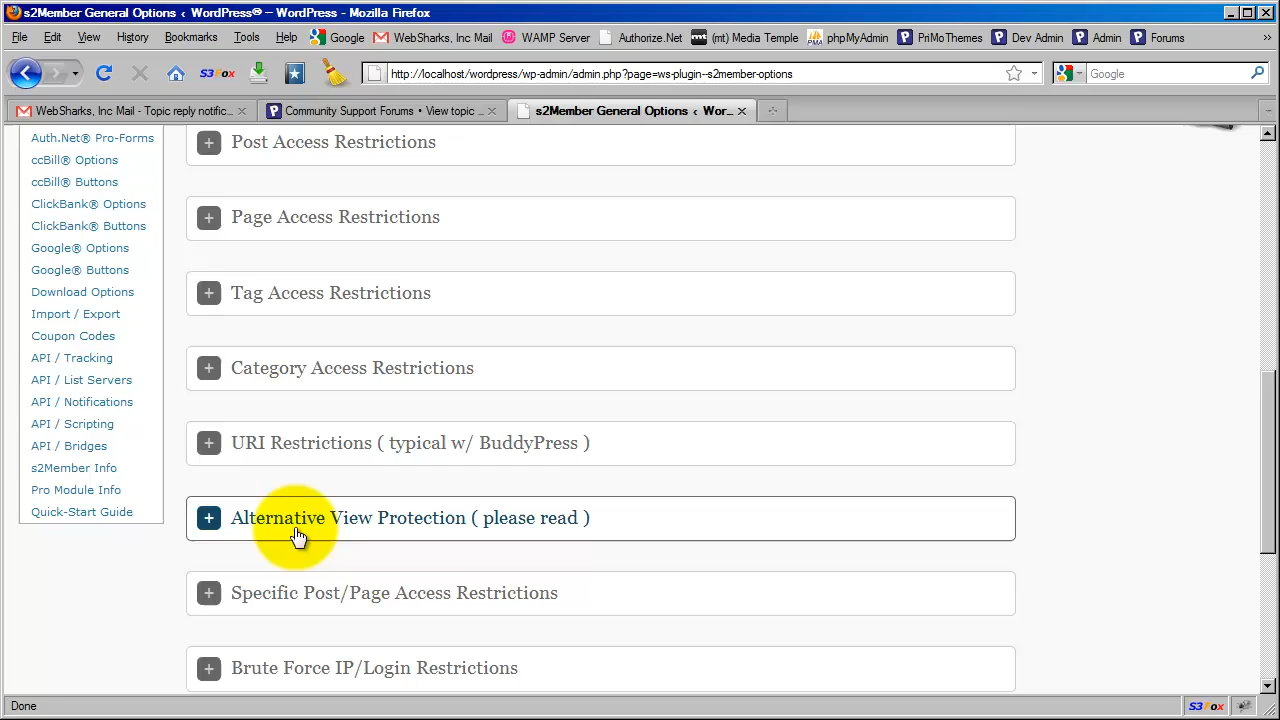 s2Member General Options ‹ WordPress® — WordPress - Mozilla Firefox
File Edit View History Bookmarks Tools Help Google WebSharks, Inc Mail WAMP Server Authorize.Net (mt) Media Temple phpMyAdmin PriMoThemes Dev Admin Admin Forums »
S3Fox http://localhost/wordpress/wp-admin/admin.php?page=ws-plugin--s2member-options Google
WebSharks, Inc Mail - Topic reply notific... Community Support Forums • View topic ... s2Member General Options ‹ Wor...
Auth.Net® Pro-Forms
ccBill® Options
ccBill® Buttons
ClickBank® Options
ClickBank® Buttons
Google® Options
Google® Buttons
Download Options
Import / Export
Coupon Codes
API / Tracking
API / List Servers
API / Notifications
API / Scripting
API / Bridges
s2Member Info
Pro Module Info
Quick-Start Guide
+ Post Access Restrictions
+ Page Access Restrictions
+ Tag Access Restrictions
+ Category Access Restrictions
+ URI Restrictions ( typical w/ BuddyPress )
+ Alternative View Protection ( please read )
+ Specific Post/Page Access Restrictions
+ Brute Force IP/Login Restrictions
Done S3Fox